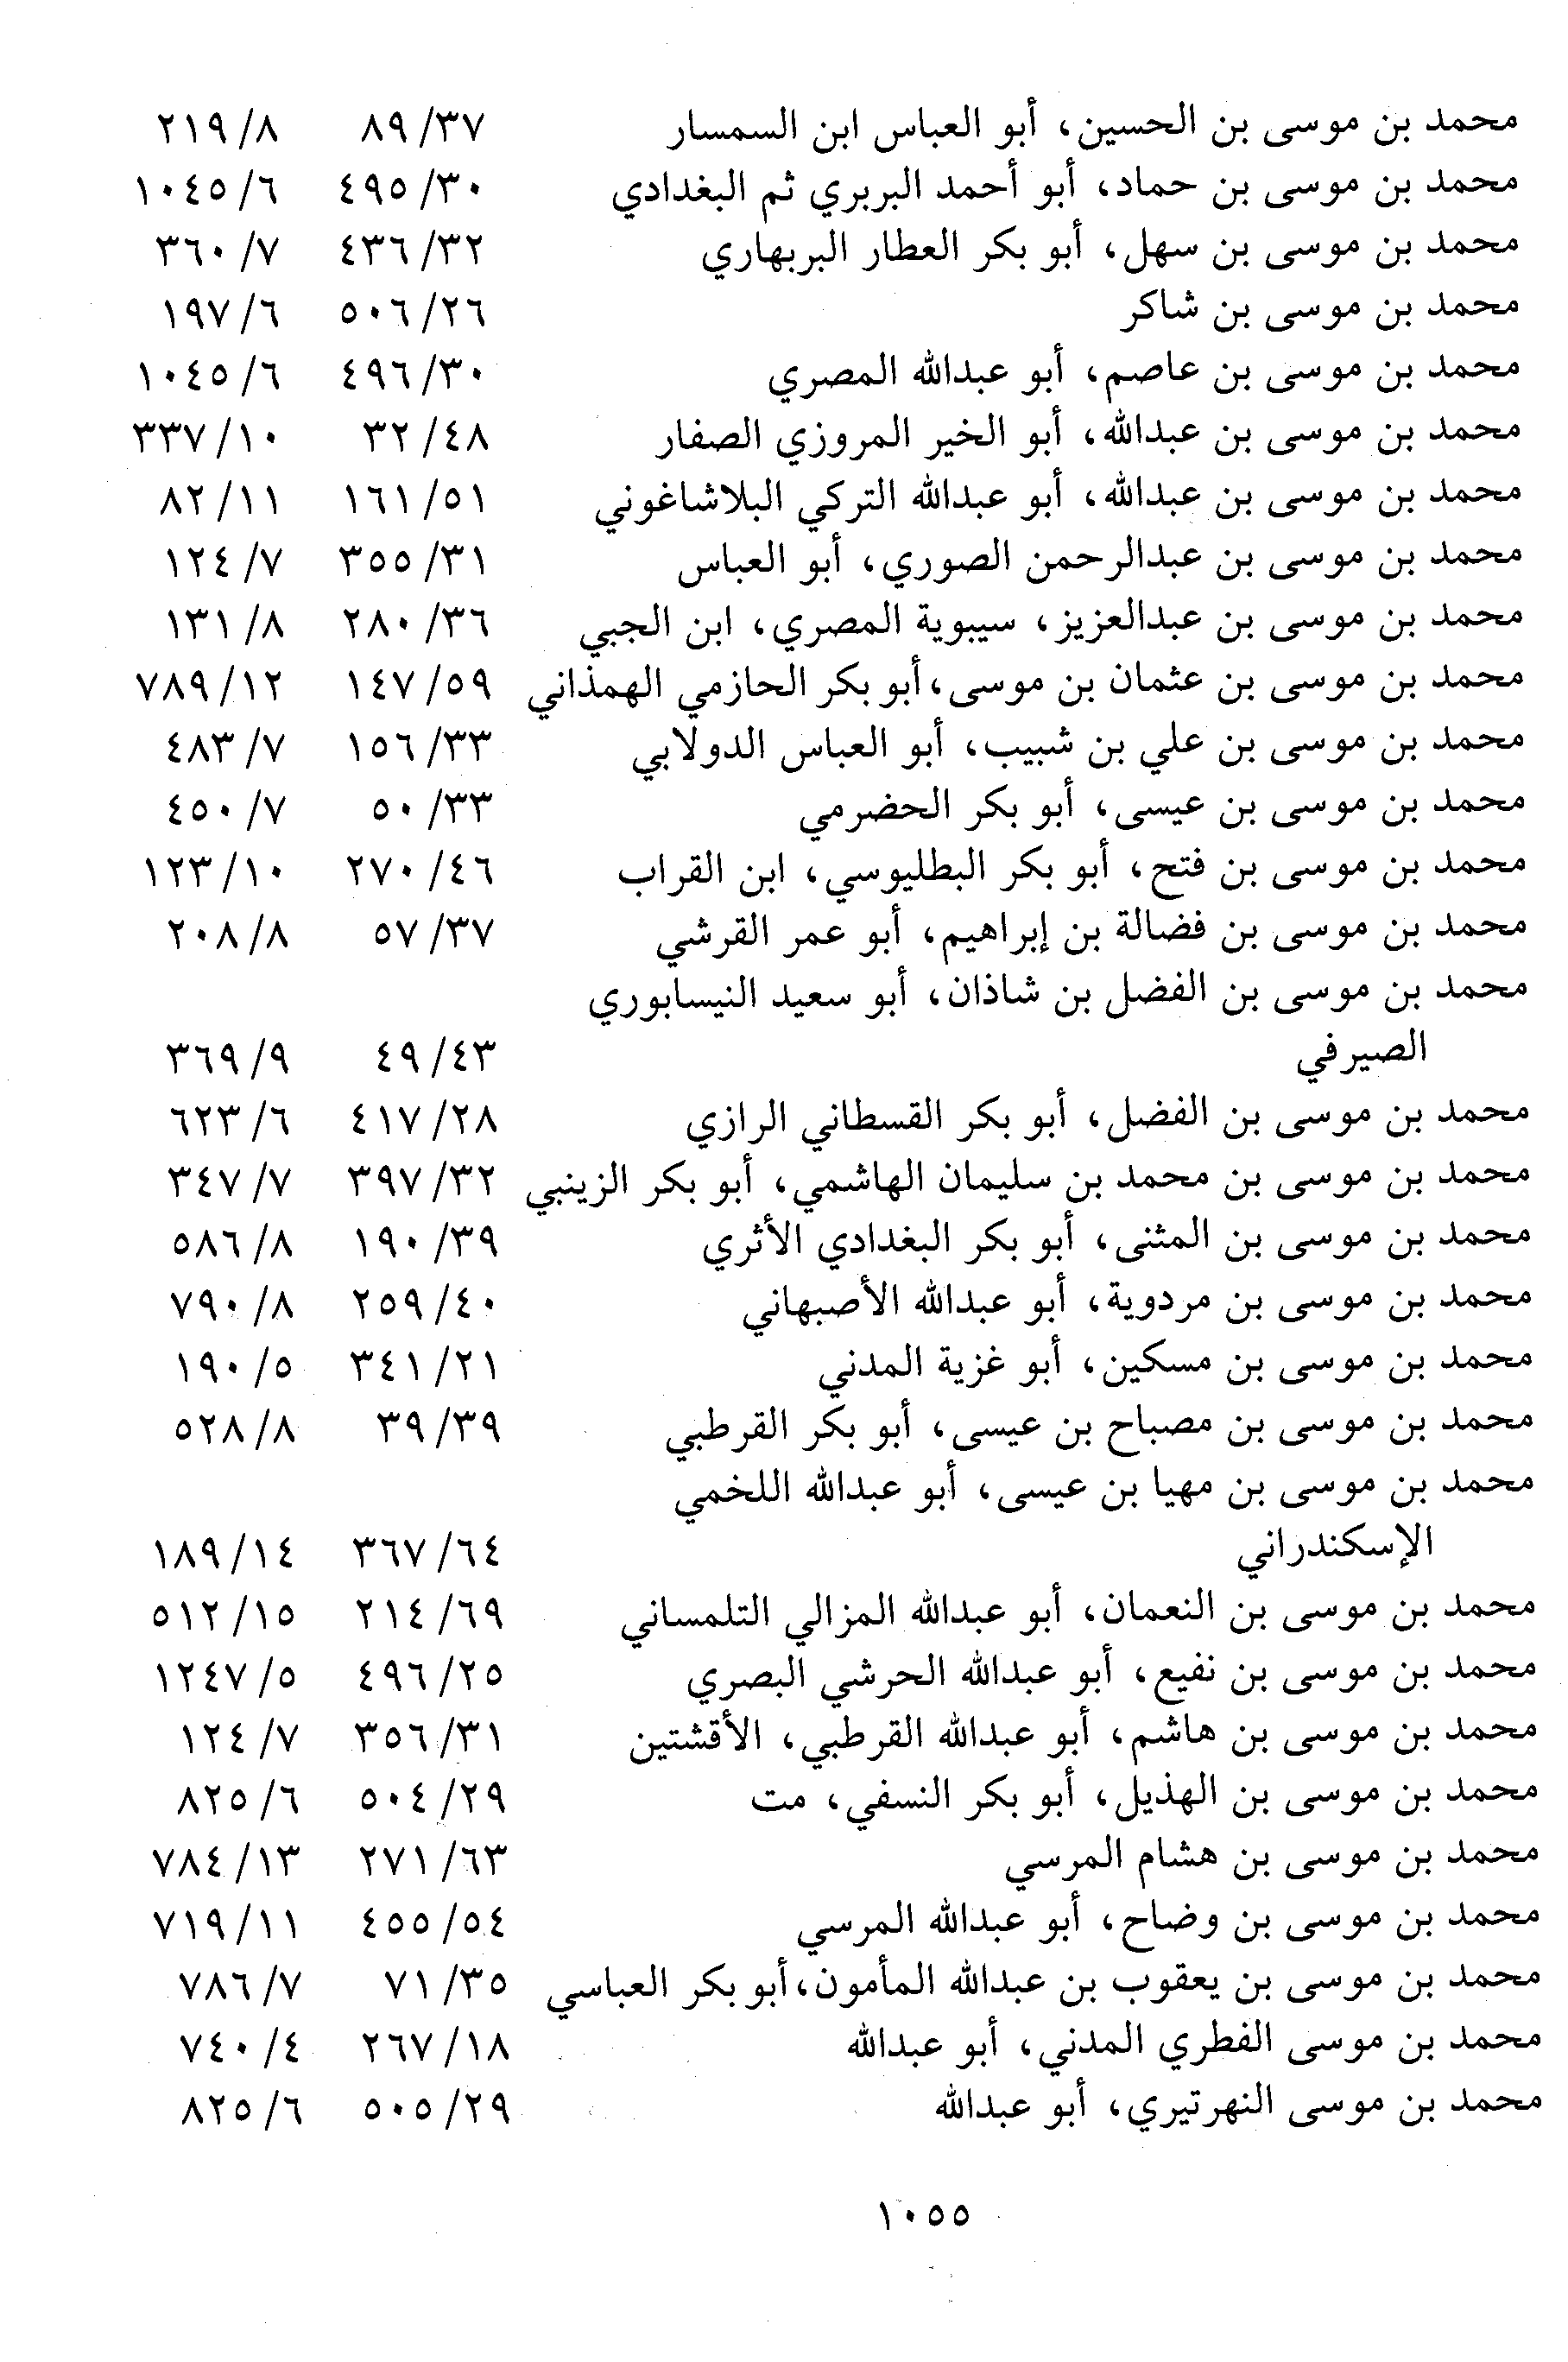 محمد بن موسى بن الحسين، أبو العباس ابن السمسار ٨٩/٣٧ ٢١٩/٨
محمد بن موسى بن حماد، أبو أحمد البربري ثم البغدادي ٤٩٥/٣٠ ١٠٤٥/٦
محمد بن موسى بن سهل، أبو بكر العطار البربهاري ٤٣٦/٣٢ ٣٦٠/٧
محمد بن موسى بن شاكر ٥٠٦/٢٦ ١٩٧/٦
محمد بن موسى بن عاصم، أبو عبدالله المصري ٤٩٦/٣٠ ١٠٤٥/٦
محمد بن موسى بن عبدالله، أبو الخير المروزي الصفار ٣٢/٤٨ ٣٣٧/١٠
محمد بن موسى بن عبدالله، أبو عبدالله التركي البلاشاغوني ١٦١/٥١ ٨٢/١١
محمد بن موسى بن عبدالرحمن الصوري، أبو العباس ٣٥٥/٣١ ١٢٤/٧
محمد بن موسى بن عبدالعزيز، سيبوية المصري، ابن الجبي ٢٨٠/٣٦ ١٣١/٨
محمد بن موسى بن عثمان بن موسى، أبو بكر الحازمي الهمذاني ١٤٧/٥٩ ٧٨٩/١٢
محمد بن موسى بن علي بن شبيب، أبو العباس الدولابي ١٥٦/٣٣ ٤٨٣/٧
محمد بن موسى بن عيسى، أبو بكر الحضرمي ٥٠/٣٣ ٤٥٠/٧
محمد بن موسى بن فتح، أبو بكر البطليوسي، ابن القراب ٢٧٠/٤٦ ١٢٣/١٠
محمد بن موسى بن فضالة بن إبراهيم، أبو عمر القرشي ٥٧/٣٧ ٢٠٨/٨
محمد بن موسى بن الفضل بن شاذان، أبو سعيد النيسابوري
الصيرفي ٤٩/٤٣ ٣٦٩/٩
محمد بن موسى بن الفضل، أبو بكر القسطاني الرازي ٤١٧/٢٨ ٦٢٣/٦
محمد بن موسى بن محمد بن سليمان الهاشمي، أبو بكر الزينبي ٣٩٧/٣٢ ٣٤٧/٧
محمد بن موسى بن المثنى، أبو بكر البغدادي الأثري ١٩٠/٣٩ ٥٨٦/٨
محمد بن موسى بن مردوية، أبو عبدالله الأصبهاني ٢٥٩/٤٠ ٧٩٠/٨
محمد بن موسى بن مسكين، أبو غزية المدني ٣٤١/٢١ ١٩٠/٥
محمد بن موسى بن مصباح بن عيسى، أبو بكر القرطبي ٣٩/٣٩ ٥٢٨/٨
محمد بن موسى بن مهيا بن عيسى، أبو عبدالله اللخمي
الإسكندراني ٣٦٧/٦٤ ١٨٩/١٤
محمد بن موسى بن النعمان، أبو عبدالله المزالي التلمساني ٢١٤/٦٩ ٥١٢/١٥
محمد بن موسى بن نفيع، أبو عبدالله الحرشي البصري ٤٩٦/٢٥ ١٢٤٧/٥
محمد بن موسى بن هاشم، أبو عبدالله القرطبي، الأقشتين ٣٥٦/٣١ ١٢٤/٧
محمد بن موسى بن الهذيل، أبو بكر النسفي، مت ٥٠٤/٢٩ ٨٢٥/٦
محمد بن موسى بن هشام المرسي ٢٧١/٦٣ ٧٨٤/١٣
محمد بن موسى بن وضاح، أبو عبدالله المرسي ٤٥٥/٥٤ ٧١٩/١١
محمد بن موسى بن يعقوب بن عبدالله المأمون، أبو بكر العباسي ٧١/٣٥ ٧٨٦/٧
محمد بن موسى الفطري المدني، أبو عبدالله ٢٦٧/١٨ ٧٤٠/٤
محمد بن موسى النهرتيري، أبو عبدالله ٥٠٥/٢٩ ٨٢٥/٦
١٠٥٥